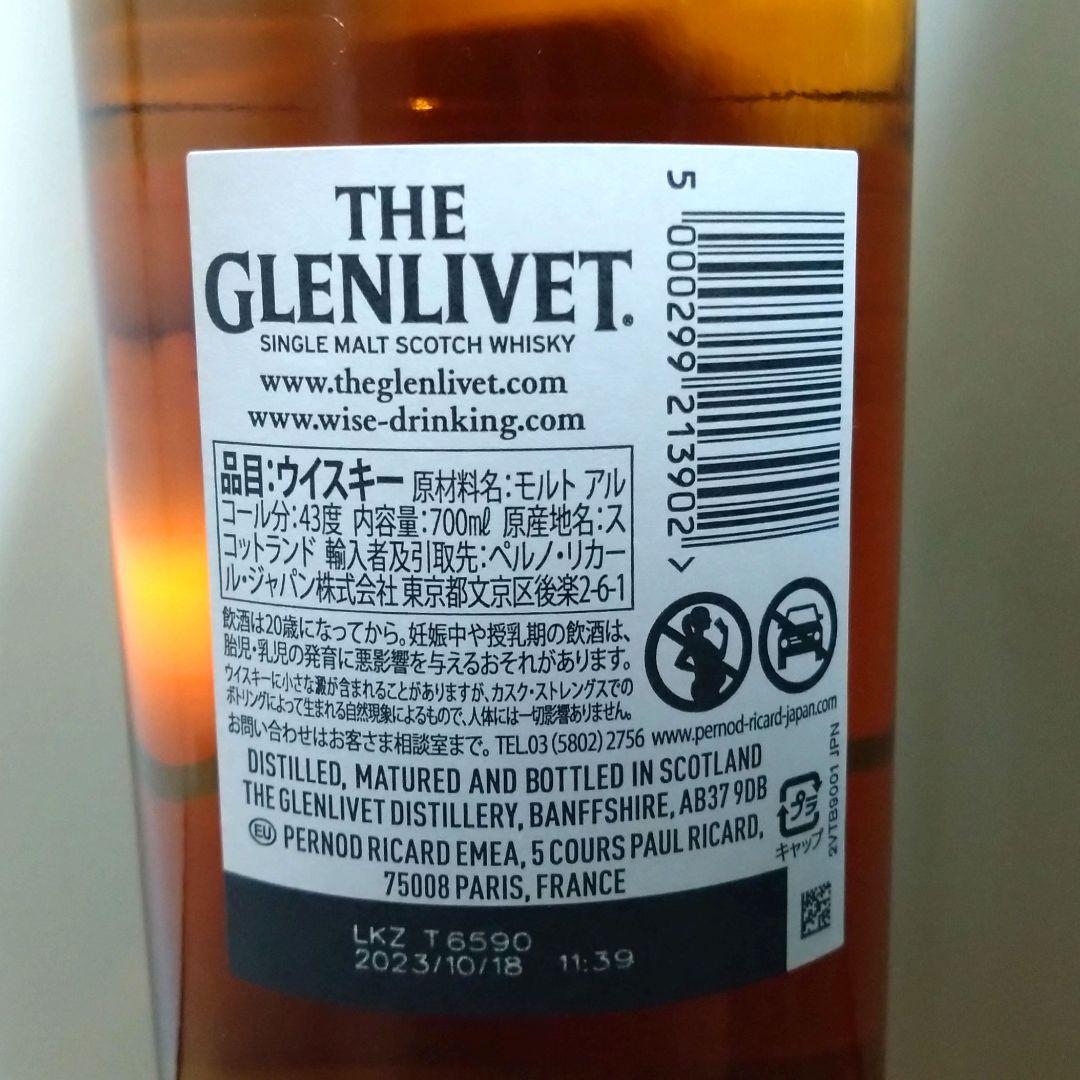 THE
GLENLIVET®
SINGLE MALT SCOTCH WHISKY
www.theglenlivet.com
www.wise-drinking.com
品目:ウイスキー 原材料名:モルト アル
コール分:43度 内容量:700㎖ 原産地名:ス
コットランド 輸入者及引取先:ペルノ・リカー
ル・ジャパン株式会社 東京都文京区後楽2-6-1
飲酒は20歳になってから。妊娠中や授乳期の飲酒は、
胎児・乳児の発育に悪影響を与えるおそれがあります。
ウイスキーに小さな澱が含まれることがありますが、カスク・ストレングスでの
ボトリングによって生まれる自然現象によるもので、人体には一切影響ありません。
お問い合わせはお客さま相談室まで。TEL.03 (5802) 2756 www.pernod-ricard-japan.com
DISTILLED, MATURED AND BOTTLED IN SCOTLAND
THE GLENLIVET DISTILLERY, BANFFSHIRE, AB37 9DB
EU PERNOD RICARD EMEA, 5 COURS PAUL RICARD,
75008 PARIS, FRANCE
LKZ T6590
2023/10/18 11:39
5 000299 213902 >
プラ
キャップ
2VTB9001 JPN